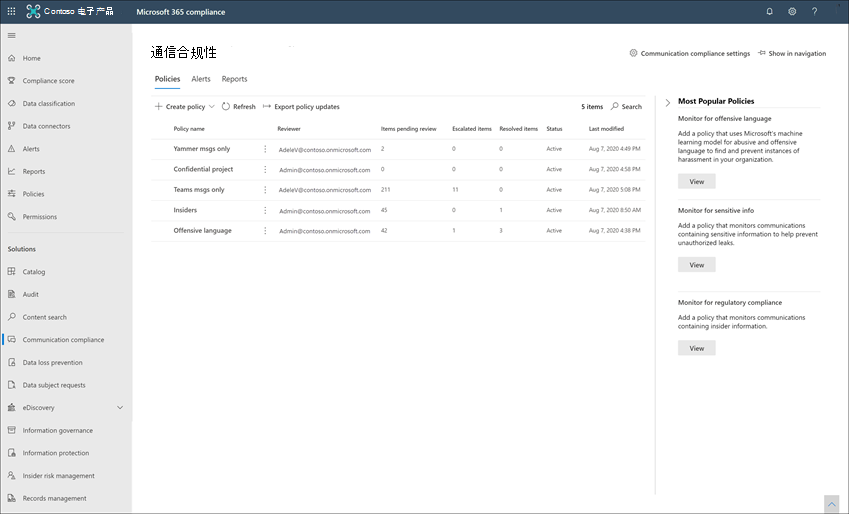 Contoso 电子产品 Microsoft 365 compliance
通信合规性
Communication compliance settings Show in navigation
Home
Compliance score
Data classification
Data connectors
Alerts
Reports
Policies
Permissions
Solutions
Catalog
Audit
Content search
Communication compliance
Data loss prevention
Data subject requests
eDiscovery
Information governance
Information protection
Insider risk management
Records management
Policies Alerts Reports
Create policy Refresh Export policy updates 5 items Search
Policy name Reviewer Items pending review Escalated items Resolved items Status Last modified
Yammer msgs only AdeleV@contoso.onmicrosoft.com 2 0 0 Active Aug 7, 2020 4:49 PM
Confidential project Admin@contoso.onmicrosoft.com 0 0 0 Active Aug 7, 2020 4:58 PM
Teams msgs only AdeleV@contoso.onmicrosoft.com 211 11 0 Active Aug 7, 2020 5:08 PM
Insiders Admin@contoso.onmicrosoft.com 45 0 1 Active Aug 7, 2020 8:50 AM
Offensive language Admin@contoso.onmicrosoft.com 42 1 3 Active Aug 7, 2020 4:38 PM
Most Popular Policies
Monitor for offensive language
Add a policy that uses Microsoft's machine
learning model for abusive and offensive
language to find and prevent instances of
harassment in your organization.
View
Monitor for sensitive info
Add a policy that monitors communications
containing sensitive information to help prevent
unauthorized leaks.
View
Monitor for regulatory compliance
Add a policy that monitors communications
containing insider information.
View